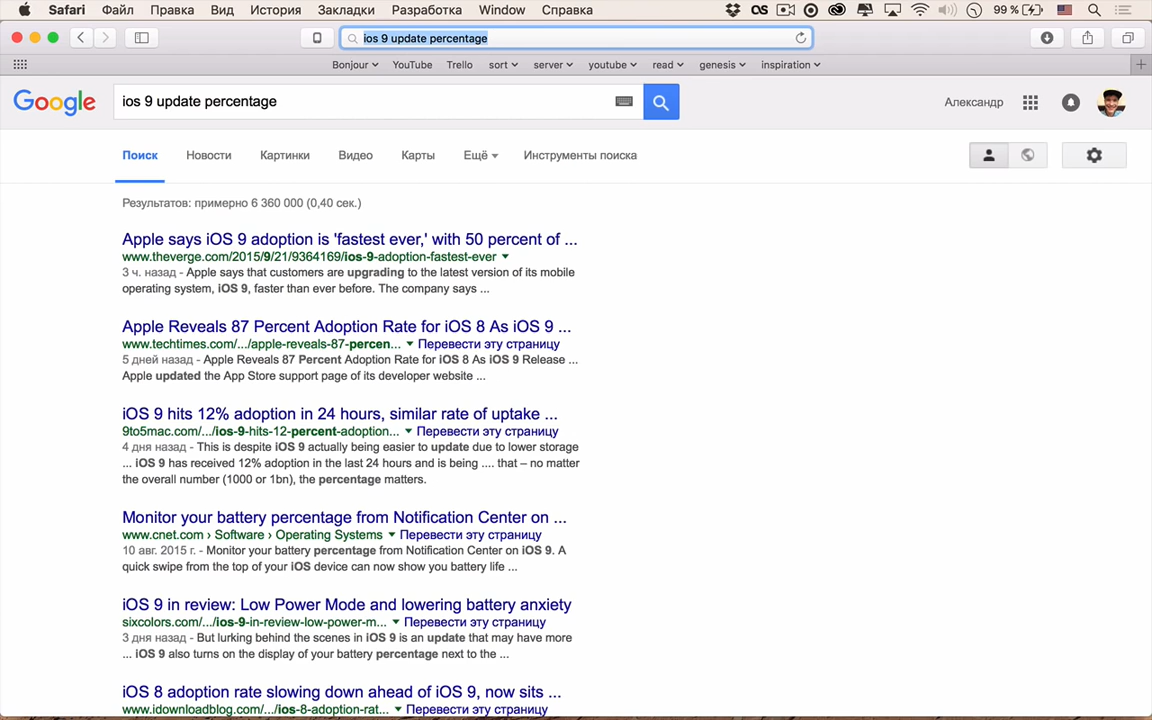 Safari Файл Правка Вид История Закладки Разработка Window Справка 99 %
ios 9 update percentage
Bonjour YouTube Trello sort server youtube read genesis inspiration
Google ios 9 update percentage Александр
Поиск Новости Картинки Видео Карты Ещё Инструменты поиска
Результатов: примерно 6 360 000 (0,40 сек.)
Apple says iOS 9 adoption is 'fastest ever,' with 50 percent of ...
www.theverge.com/2015/9/21/9364169/ios-9-adoption-fastest-ever
3 ч. назад - Apple says that customers are upgrading to the latest version of its mobile
operating system, iOS 9, faster than ever before. The company says ...
Apple Reveals 87 Percent Adoption Rate for iOS 8 As iOS 9 ...
www.techtimes.com/.../apple-reveals-87-percen... Перевести эту страницу
5 дней назад - Apple Reveals 87 Percent Adoption Rate for iOS 8 As iOS 9 Release ...
Apple updated the App Store support page of its developer website ...
iOS 9 hits 12% adoption in 24 hours, similar rate of uptake ...
9to5mac.com/.../ios-9-hits-12-percent-adoption... Перевести эту страницу
4 дня назад - This is despite iOS 9 actually being easier to update due to lower storage
... iOS 9 has received 12% adoption in the last 24 hours and is being .... that – no matter
the overall number (1000 or 1bn), the percentage matters.
Monitor your battery percentage from Notification Center on ...
www.cnet.com › Software › Operating Systems Перевести эту страницу
10 авг. 2015 г. - Monitor your battery percentage from Notification Center on iOS 9. A
quick swipe from the top of your iOS device can now show you battery life ...
iOS 9 in review: Low Power Mode and lowering battery anxiety
sixcolors.com/.../ios-9-in-review-low-power-m... Перевести эту страницу
3 дня назад - But lurking behind the scenes in iOS 9 is an update that may have more
... iOS 9 also turns on the display of your battery percentage next to the ...
iOS 8 adoption rate slowing down ahead of iOS 9, now sits ...
www.idownloadblog.com/.../ios-8-adoption-rat... Перевести эту страницу